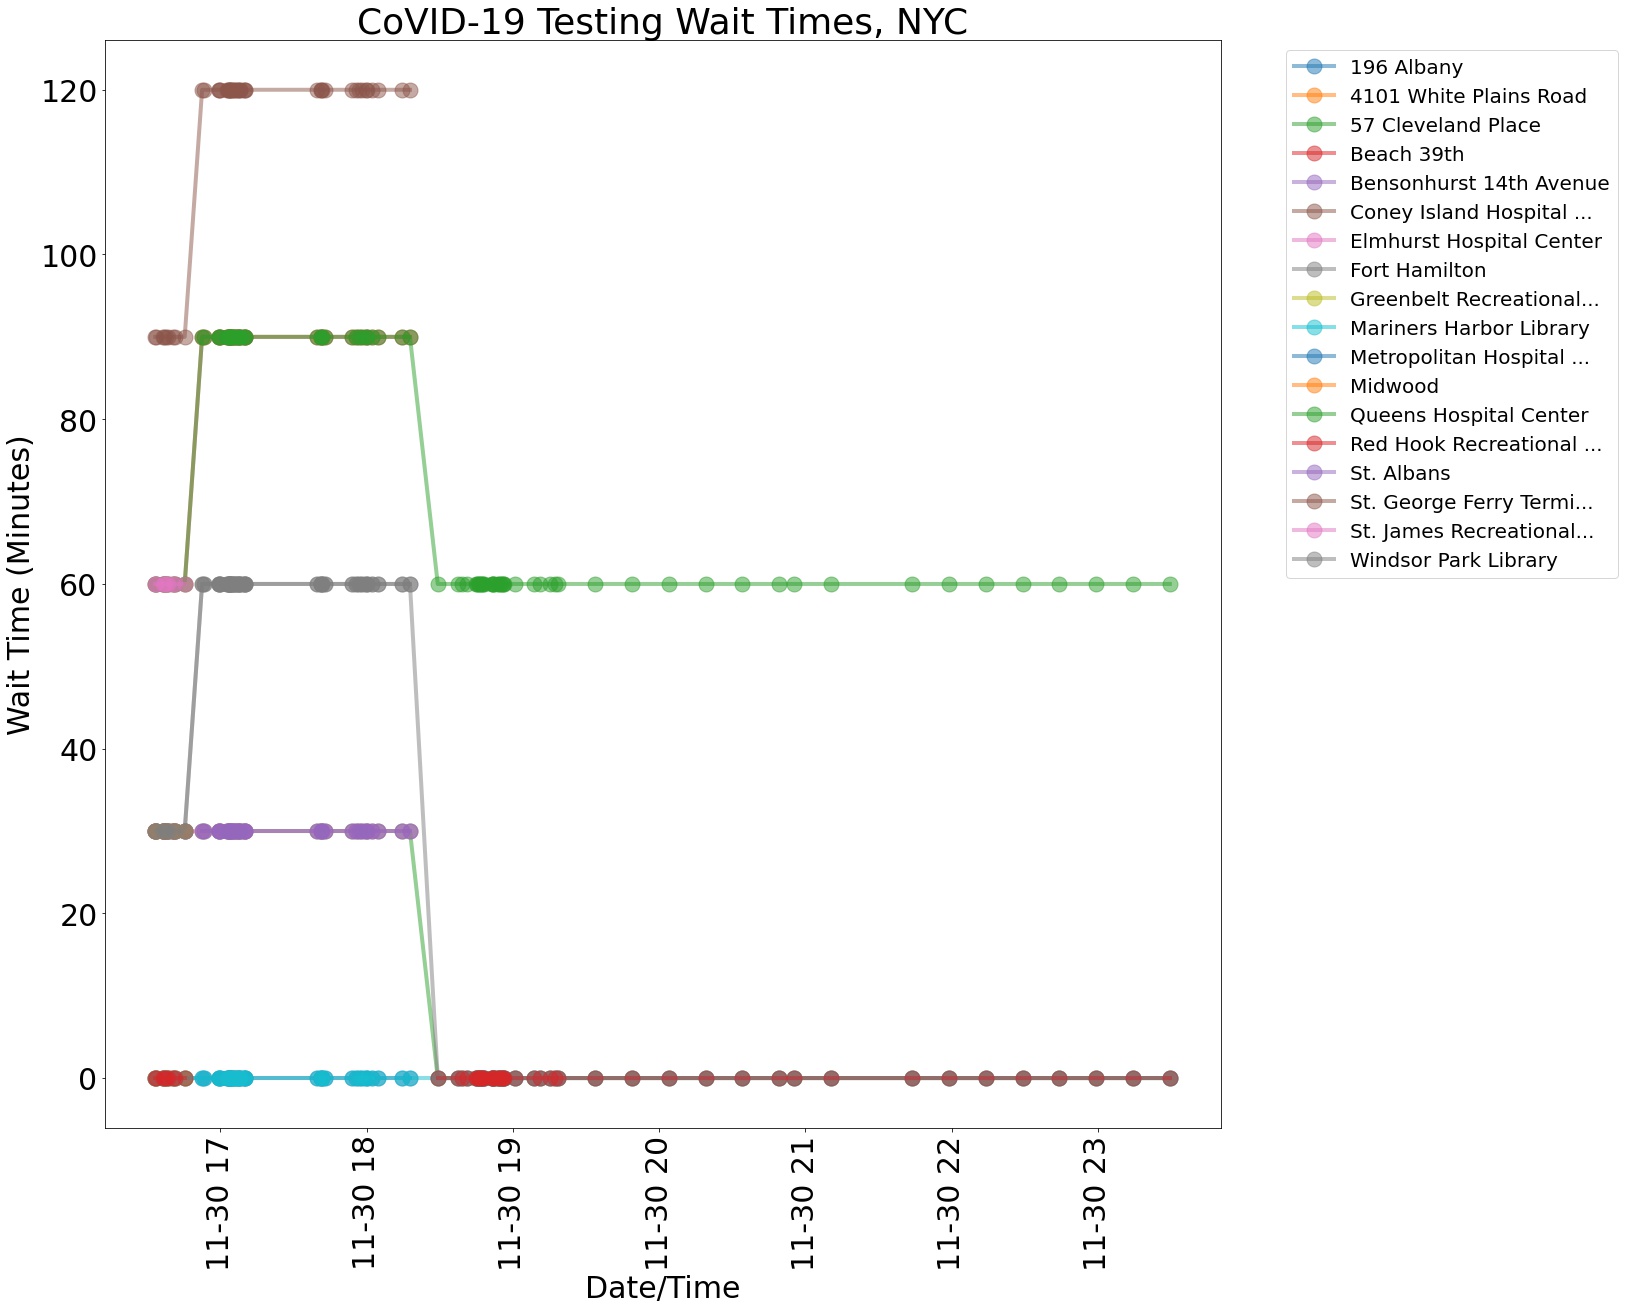 CoVID-19 Testing Wait Times, NYC
120
100
80
60
40
20
0
Wait Time (Minutes)
11-30 17
11-30 18
11-30 19
11-30 20
11-30 21
11-30 22
11-30 23
Date/Time
196 Albany
4101 White Plains Road
57 Cleveland Place
Beach 39th
Bensonhurst 14th Avenue
Coney Island Hospital ...
Elmhurst Hospital Center
Fort Hamilton
Greenbelt Recreational...
Mariners Harbor Library
Metropolitan Hospital ...
Midwood
Queens Hospital Center
Red Hook Recreational ...
St. Albans
St. George Ferry Termi...
St. James Recreational...
Windsor Park Library